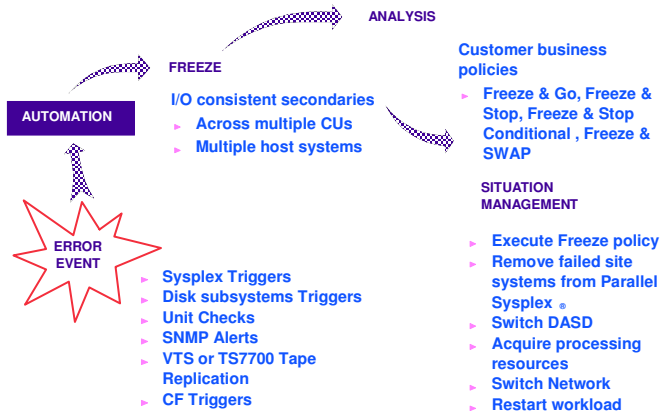 ANALYSIS
FREEZE
Customer business
policies
I/O consistent secondaries
► Across multiple CUs
► Multiple host systems
► Freeze & Go, Freeze &
Stop, Freeze & Stop
Conditional , Freeze &
SWAP
AUTOMATION
SITUATION
MANAGEMENT
ERROR
EVENT
► Sysplex Triggers
► Disk subsystems Triggers
► Unit Checks
► SNMP Alerts
► VTS or TS7700 Tape
Replication
► CF Triggers
► Execute Freeze policy
► Remove failed site
systems from Parallel
Sysplex ®
► Switch DASD
► Acquire processing
resources
► Switch Network
► Restart workload